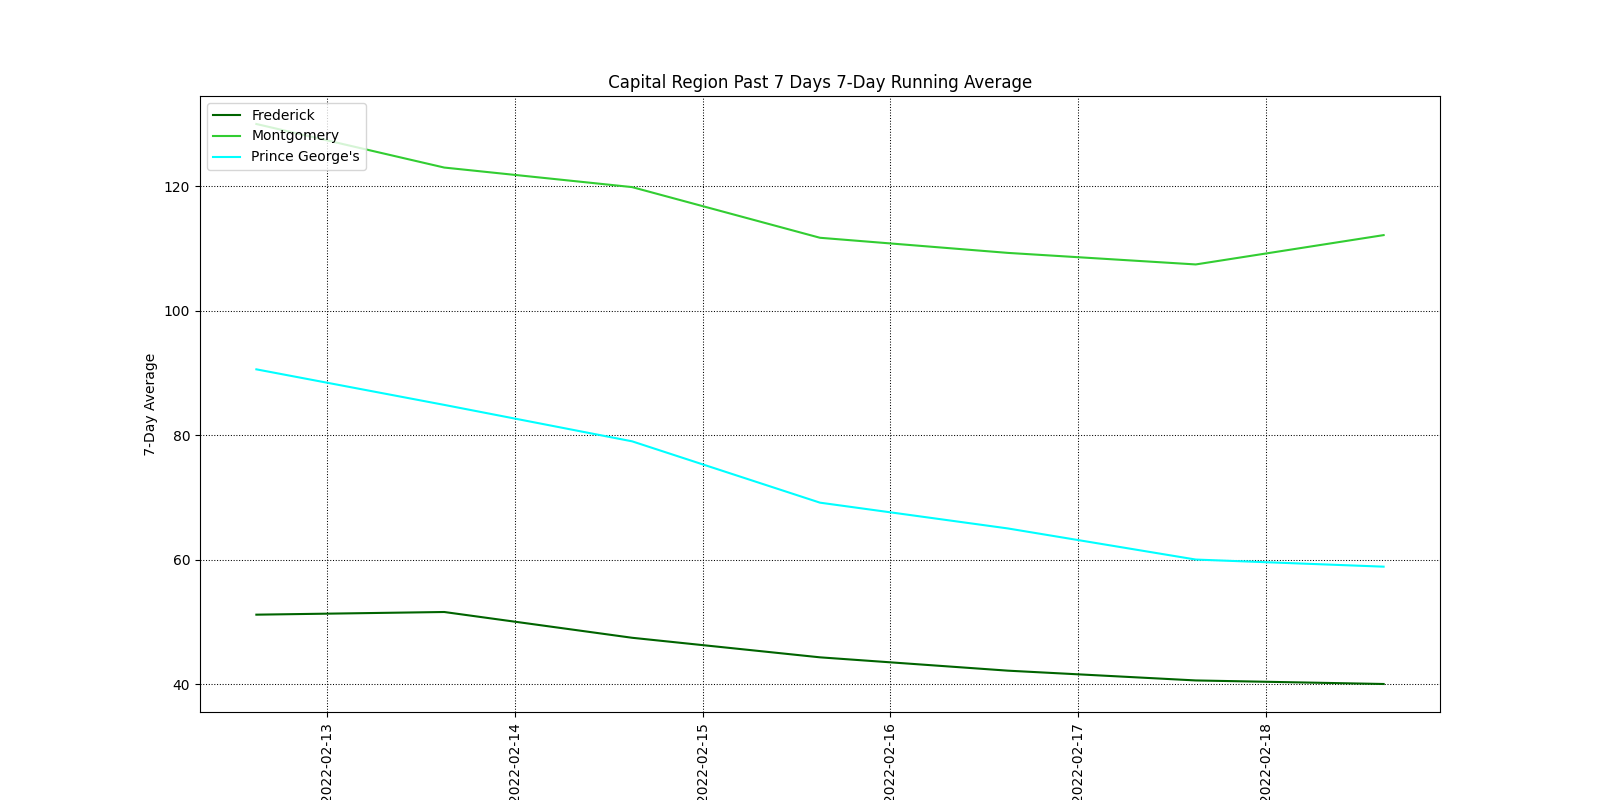 Capital Region Past 7 Days 7-Day Running Average
Frederick
Montgomery
Prince George's
120
100
80
60
40
7-Day Average
2022-02-13
2022-02-14
2022-02-15
2022-02-16
2022-02-17
2022-02-18